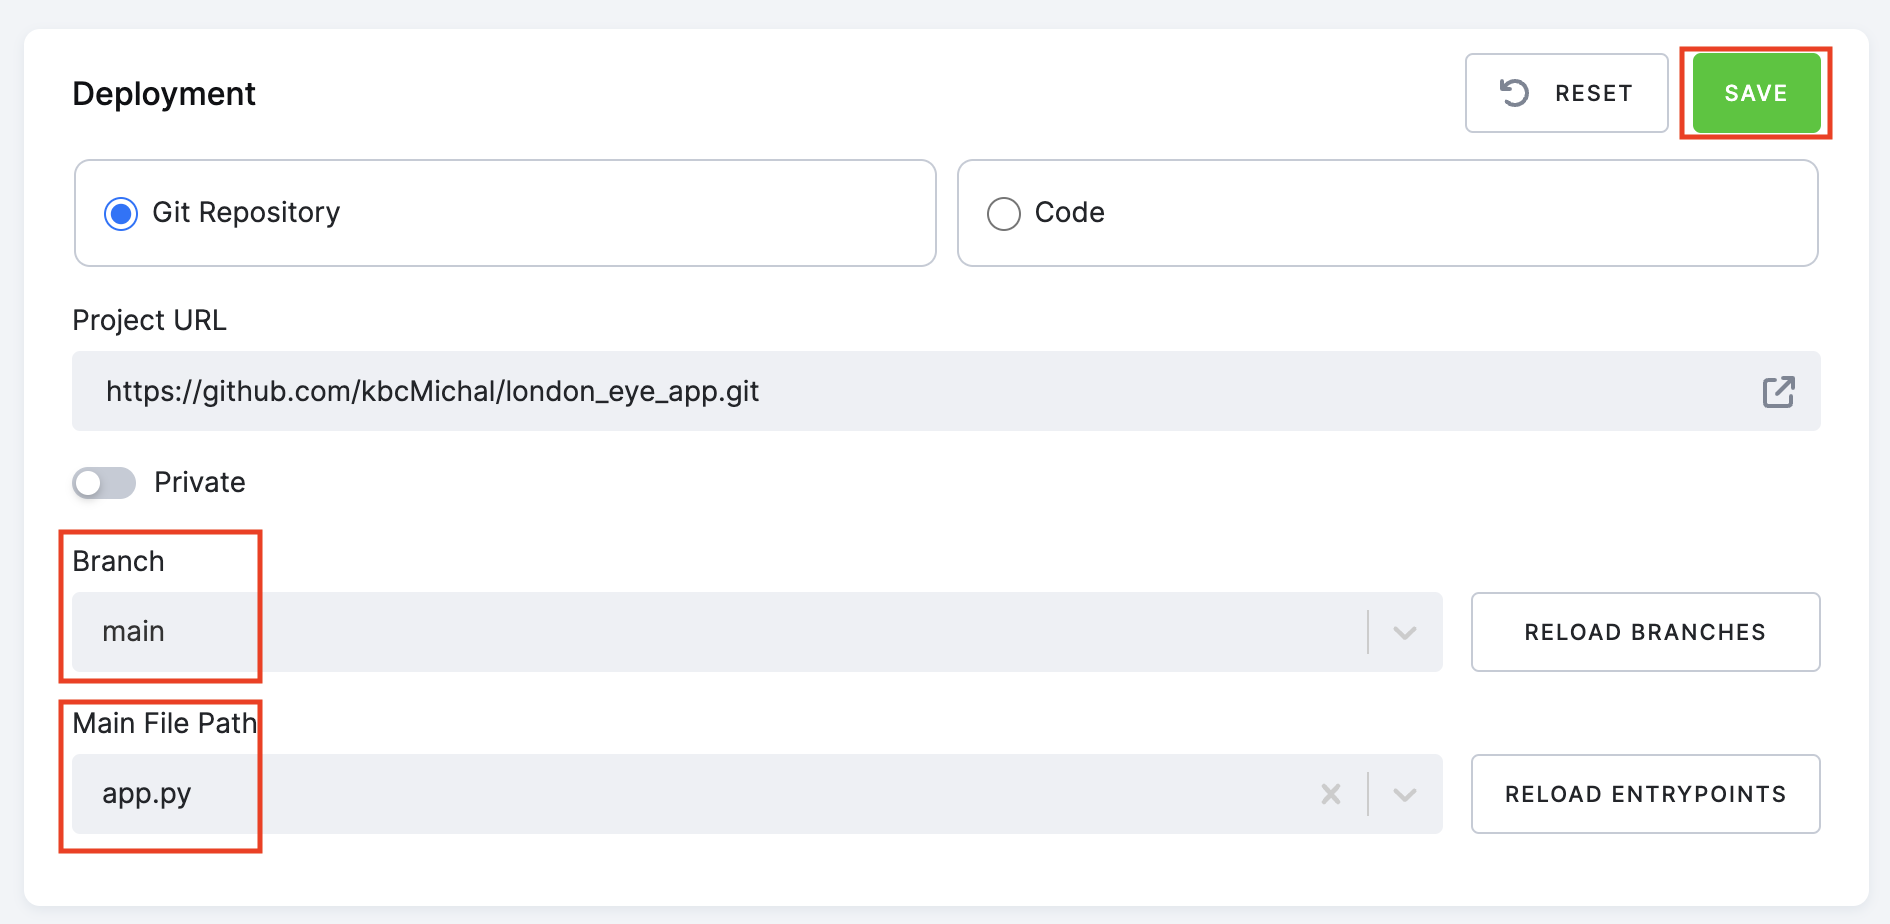 Deployment
RESET
SAVE
Git Repository
Code
Project URL
https://github.com/kbcMichal/london_eye_app.git
Private
Branch
main
RELOAD BRANCHES
Main File Path
app.py
RELOAD ENTRYPOINTS